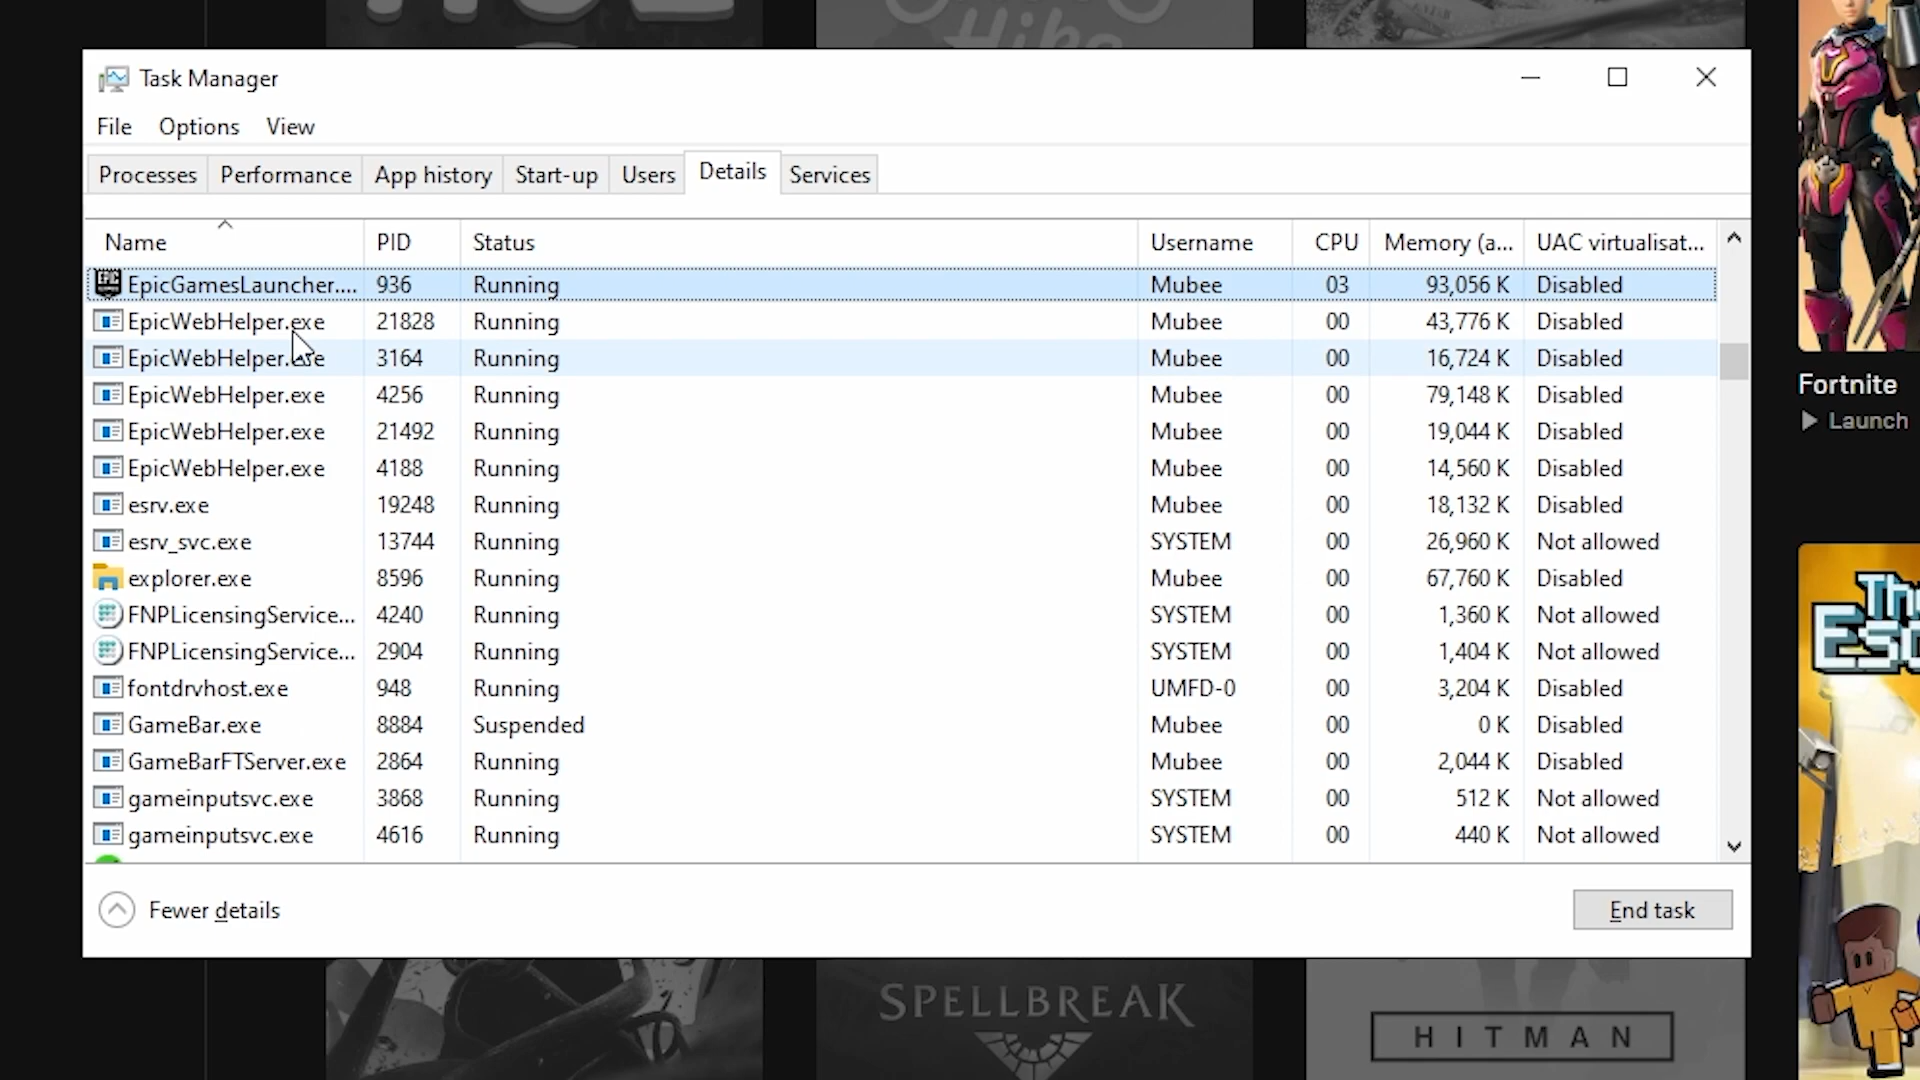 Hike
Task Manager
File Options View
Processes Performance App history Start-up Users Details Services
Name PID Status Username CPU Memory (a... UAC virtualisat...
EpicGamesLauncher.... 936 Running Mubee 03 93,056 K Disabled
EpicWebHelper.exe 21828 Running Mubee 00 43,776 K Disabled
EpicWebHelper.exe 3164 Running Mubee 00 16,724 K Disabled
EpicWebHelper.exe 4256 Running Mubee 00 79,148 K Disabled
EpicWebHelper.exe 21492 Running Mubee 00 19,044 K Disabled
EpicWebHelper.exe 4188 Running Mubee 00 14,560 K Disabled
esrv.exe 19248 Running Mubee 00 18,132 K Disabled
esrv_svc.exe 13744 Running SYSTEM 00 26,960 K Not allowed
explorer.exe 8596 Running Mubee 00 67,760 K Disabled
FNPLicensingService... 4240 Running SYSTEM 00 1,360 K Not allowed
FNPLicensingService... 2904 Running SYSTEM 00 1,404 K Not allowed
fontdrvhost.exe 948 Running UMFD-0 00 3,204 K Disabled
GameBar.exe 8884 Suspended Mubee 00 0 K Disabled
GameBarFTServer.exe 2864 Running Mubee 00 2,044 K Disabled
gameinputsvc.exe 3868 Running SYSTEM 00 512 K Not allowed
gameinputsvc.exe 4616 Running SYSTEM 00 440 K Not allowed
Fewer details
End task
Fortnite
Launch
SPELLBREAK
HITMAN